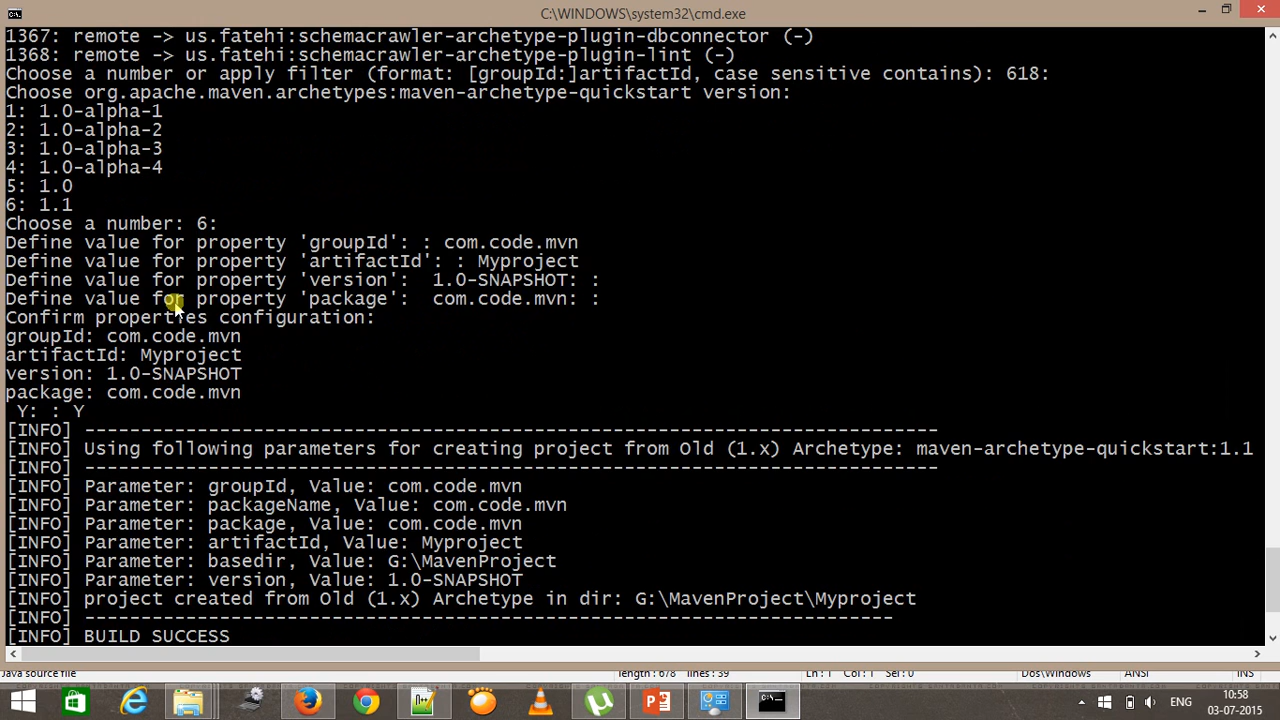 C:\WINDOWS\system32\cmd.exe
1367: remote -> us.fatehi:schemacrawler-archetype-plugin-dbconnector (-)
1368: remote -> us.fatehi:schemacrawler-archetype-plugin-lint (-)
Choose a number or apply filter (format: [groupId:]artifactId, case sensitive contains): 618:
Choose org.apache.maven.archetypes:maven-archetype-quickstart version:
1: 1.0-alpha-1
2: 1.0-alpha-2
3: 1.0-alpha-3
4: 1.0-alpha-4
5: 1.0
6: 1.1
Choose a number: 6:
Define value for property 'groupId': : com.code.mvn
Define value for property 'artifactId': : Myproject
Define value for property 'version':  1.0-SNAPSHOT: :
Define value for property 'package':  com.code.mvn: :
Confirm properties configuration:
groupId: com.code.mvn
artifactId: Myproject
version: 1.0-SNAPSHOT
package: com.code.mvn
Y: : Y
[INFO] ----------------------------------------------------------------------------
[INFO] Using following parameters for creating project from Old (1.x) Archetype: maven-archetype-quickstart:1.1
[INFO] ----------------------------------------------------------------------------
[INFO] Parameter: groupId, Value: com.code.mvn
[INFO] Parameter: packageName, Value: com.code.mvn
[INFO] Parameter: package, Value: com.code.mvn
[INFO] Parameter: artifactId, Value: Myproject
[INFO] Parameter: basedir, Value: G:\MavenProject
[INFO] Parameter: version, Value: 1.0-SNAPSHOT
[INFO] project created from Old (1.x) Archetype in dir: G:\MavenProject\Myproject
[INFO] ------------------------------------------------------------------------
[INFO] BUILD SUCCESS
Java source file length : 678 lines : 39 Ln : 1 Col : 1 Sel : 0 Dos\Windows ANSI INS
ENG 10:58
03-07-2015